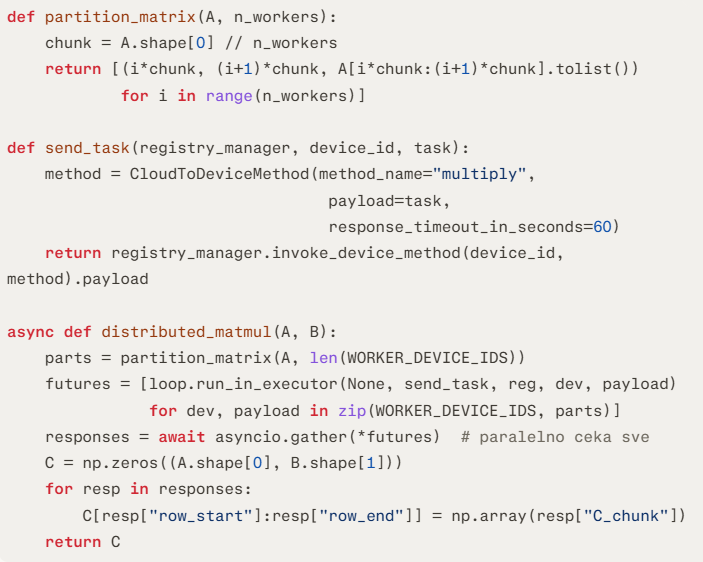 def partition_matrix(A, n_workers):
    chunk = A.shape[0] // n_workers
    return [(i*chunk, (i+1)*chunk, A[i*chunk:(i+1)*chunk].tolist())
            for i in range(n_workers)]

def send_task(registry_manager, device_id, task):
    method = CloudToDeviceMethod(method_name="multiply",
                                 payload=task,
                                 response_timeout_in_seconds=60)
    return registry_manager.invoke_device_method(device_id,
method).payload

async def distributed_matmul(A, B):
    parts = partition_matrix(A, len(WORKER_DEVICE_IDS))
    futures = [loop.run_in_executor(None, send_task, reg, dev, payload)
               for dev, payload in zip(WORKER_DEVICE_IDS, parts)]
    responses = await asyncio.gather(*futures)  # paralelno ceka sve
    C = np.zeros((A.shape[0], B.shape[1]))
    for resp in responses:
        C[resp["row_start"]:resp["row_end"]] = np.array(resp["C_chunk"])
    return C